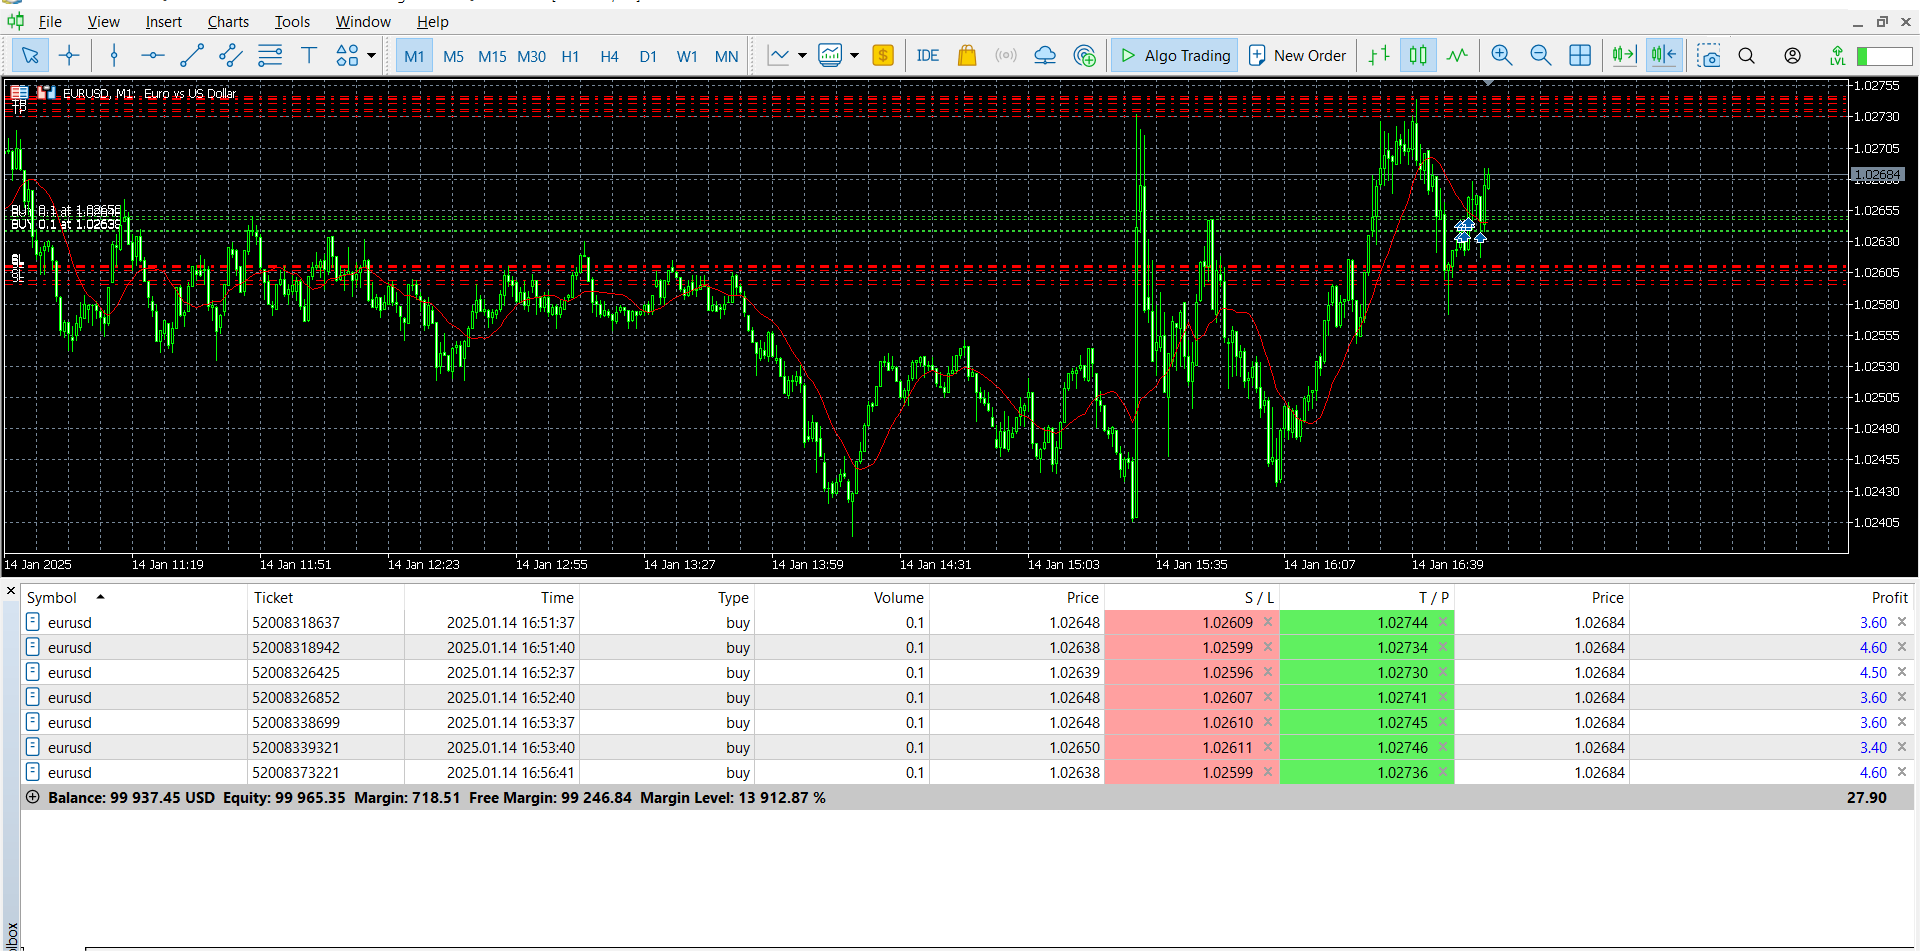 File View Insert Charts Tools Window Help
M1 M5 M15 M30 H1 H4 D1 W1 MN IDE Algo Trading New Order LVL
EURUSD, M1: Euro vs US Dollar
TP
1.02755
1.02730
1.02705
1.02684
1.02655
1.02630
1.02605
1.02580
1.02555
1.02530
1.02505
1.02480
1.02455
1.02430
1.02405
BUY 0.1 at
BUY 0.1 at
SL
SL
14 Jan 2025 14 Jan 11:19 14 Jan 11:51 14 Jan 12:23 14 Jan 12:55 14 Jan 13:27 14 Jan 13:59 14 Jan 14:31 14 Jan 15:03 14 Jan 15:35 14 Jan 16:07 14 Jan 16:39
Symbol Ticket Time Type Volume Price S / L T / P Price Profit
eurusd 52008318637 2025.01.14 16:51:37 buy 0.1 1.02648 1.02609 1.02744 1.02684 3.60
eurusd 52008318942 2025.01.14 16:51:40 buy 0.1 1.02638 1.02599 1.02734 1.02684 4.60
eurusd 52008326425 2025.01.14 16:52:37 buy 0.1 1.02639 1.02596 1.02730 1.02684 4.50
eurusd 52008326852 2025.01.14 16:52:40 buy 0.1 1.02648 1.02607 1.02741 1.02684 3.60
eurusd 52008338699 2025.01.14 16:53:37 buy 0.1 1.02648 1.02610 1.02745 1.02684 3.60
eurusd 52008339321 2025.01.14 16:53:40 buy 0.1 1.02650 1.02611 1.02746 1.02684 3.40
eurusd 52008373221 2025.01.14 16:56:41 buy 0.1 1.02638 1.02599 1.02736 1.02684 4.60
Balance: 99 937.45 USD Equity: 99 965.35 Margin: 718.51 Free Margin: 99 246.84 Margin Level: 13 912.87 % 27.90